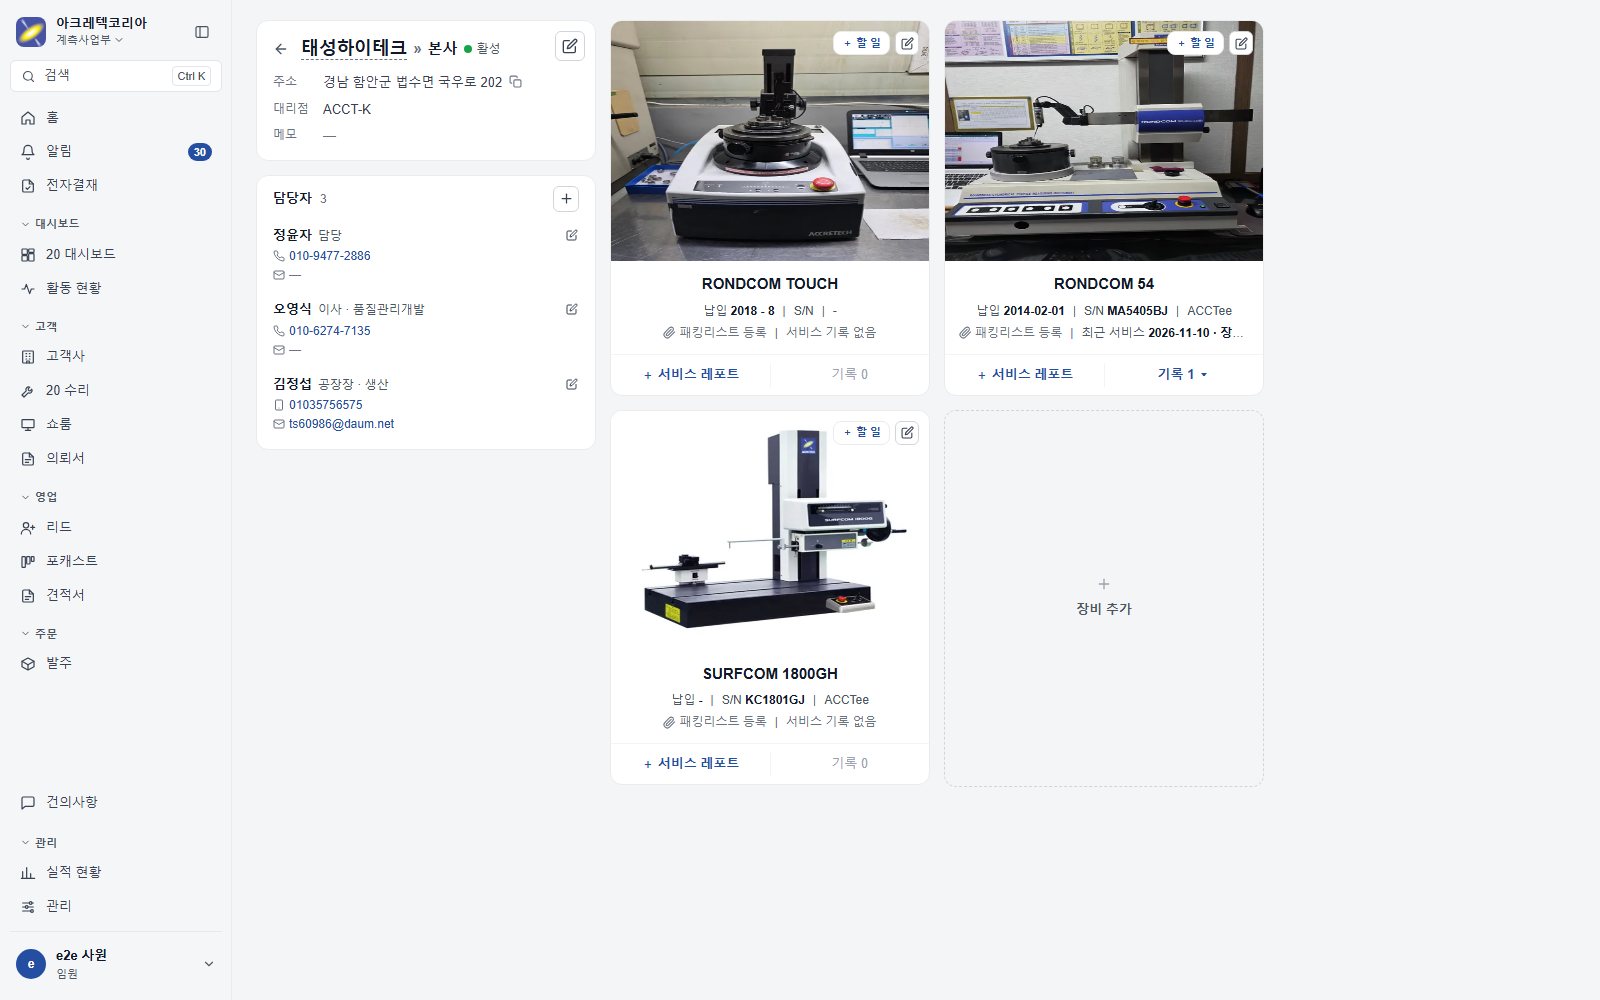 아크레텍코리아
계측사업부
검색
Ctrl K
홈
알림
30
전자결재
대시보드
20 대시보드
활동 현황
고객
고객사
20 수리
쇼룸
의뢰서
영업
리드
포캐스트
견적서
주문
발주
건의사항
관리
실적 현황
관리
e
e2e 사원
임원
태성하이테크 » 본사 활성
주소 경남 함안군 법수면 국우로 202
대리점 ACCT-K
메모 —
담당자 3
정윤자 담당
010-9477-2886
—
오영식 이사 · 품질관리개발
010-6274-7135
—
김정섭 공장장 · 생산
01035756575
ts60986@daum.net
+ 할 일
ACCRETECH
RONDCOM TOUCH
납입 2018 - 8 | S/N | -
패킹리스트 등록 | 서비스 기록 없음
+ 서비스 레포트
기록 0
+ 할 일
RONDCOM
RONDCOM 54
납입 2014-02-01 | S/N MA5405BJ | ACCTee
패킹리스트 등록 | 최근 서비스 2026-11-10 · 장...
+ 서비스 레포트
기록 1
+ 할 일
SURFCOM 1800G
SURFCOM 1800GH
납입 - | S/N KC1801GJ | ACCTee
패킹리스트 등록 | 서비스 기록 없음
+ 서비스 레포트
기록 0
+
장비 추가